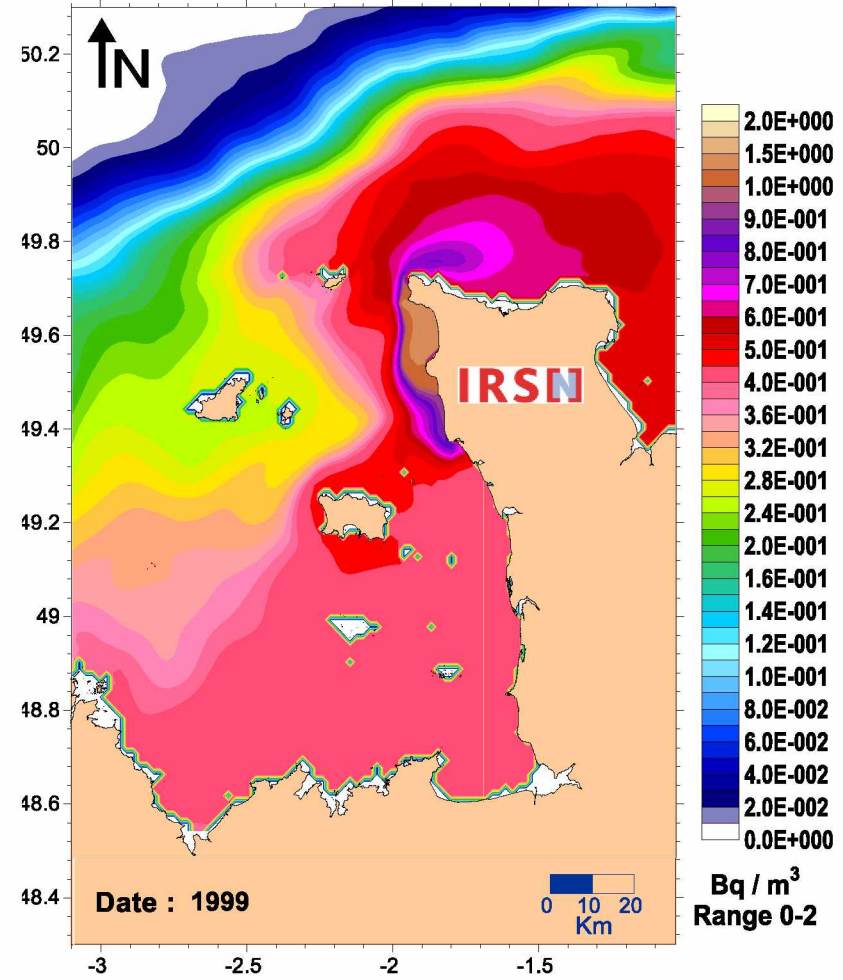 N
50.2
50
49.8
49.6
49.4
49.2
49
48.8
48.6
48.4
-3
-2.5
-2
-1.5
IRSN
Date : 1999
0 10 20
Km
2.0E+000
1.5E+000
1.0E+000
9.0E-001
8.0E-001
7.0E-001
6.0E-001
5.0E-001
4.0E-001
3.6E-001
3.2E-001
2.8E-001
2.4E-001
2.0E-001
1.6E-001
1.4E-001
1.2E-001
1.0E-001
8.0E-002
6.0E-002
4.0E-002
2.0E-002
0.0E+000
Bq / m³
Range 0-2